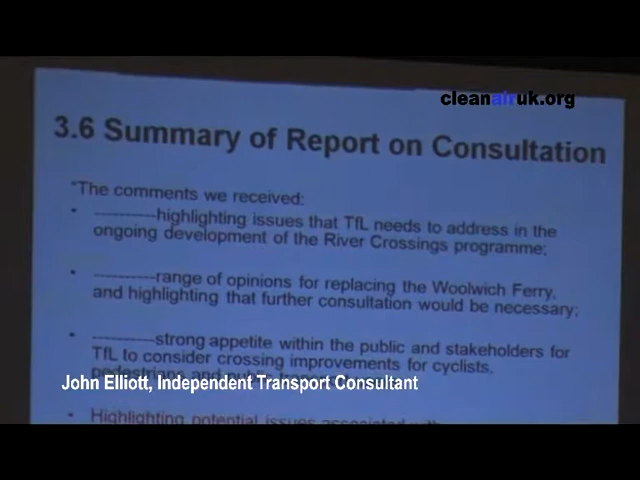 cleanairuk.org
3.6 Summary of Report on Consultation
"The comments we received:
• ------------highlighting issues that TfL needs to address in the
ongoing development of the River Crossings programme;
• ------------range of opinions for replacing the Woolwich Ferry,
and highlighting that further consultation would be necessary;
• ------------strong appetite within the public and stakeholders for
TfL to consider crossing improvements for cyclists,
pedestrians and public
John Elliott, Independent Transport Consultant
• Highlighting potential issues associated with